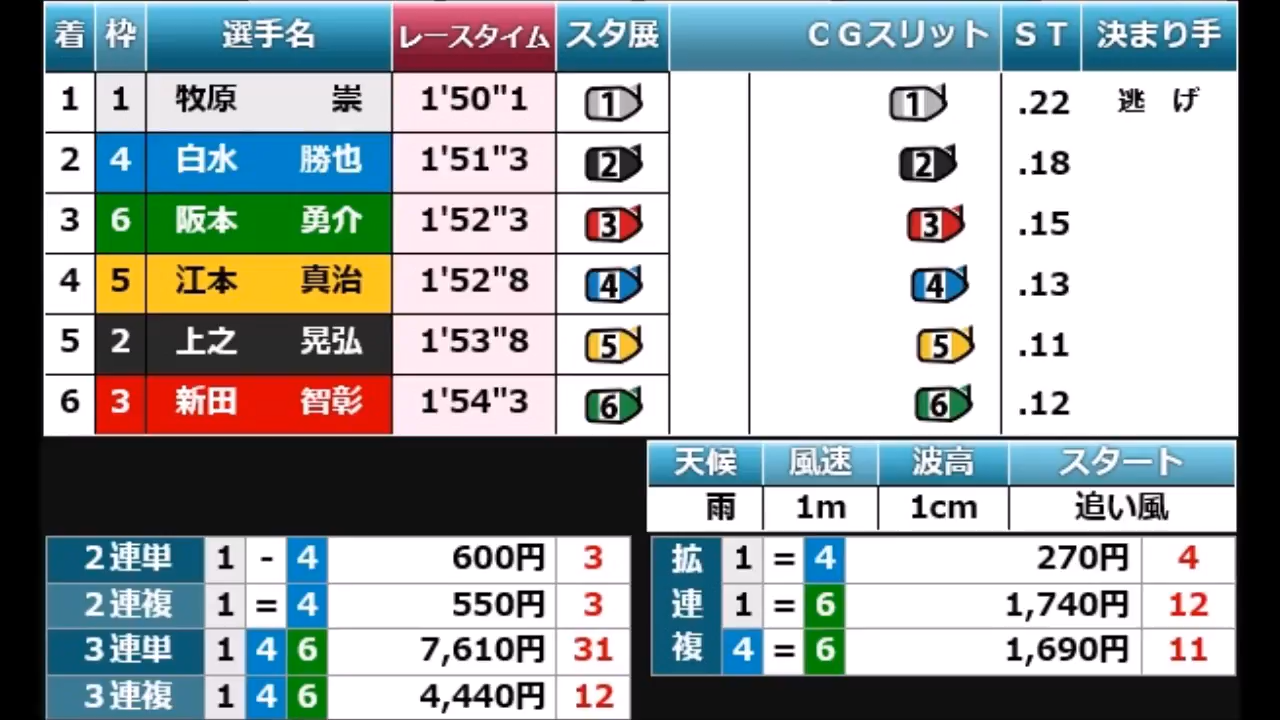 着 枠 選手名 レースタイム スタ展 CGスリット ST 決まり手
1 1 牧原 崇 1'50"1 1 1 .22 逃 げ
2 4 白水 勝也 1'51"3 2 2 .18
3 6 阪本 勇介 1'52"3 3 3 .15
4 5 江本 真治 1'52"8 4 4 .13
5 2 上之 晃弘 1'53"8 5 5 .11
6 3 新田 智彰 1'54"3 6 6 .12
天候 風速 波高 スタート
雨 1m 1cm 追い風
2連単 1 - 4 600円 3
2連複 1 = 4 550円 3
3連単 1 4 6 7,610円 31
3連複 1 4 6 4,440円 12
拡 1 = 4 270円 4
連 1 = 6 1,740円 12
複 4 = 6 1,690円 11